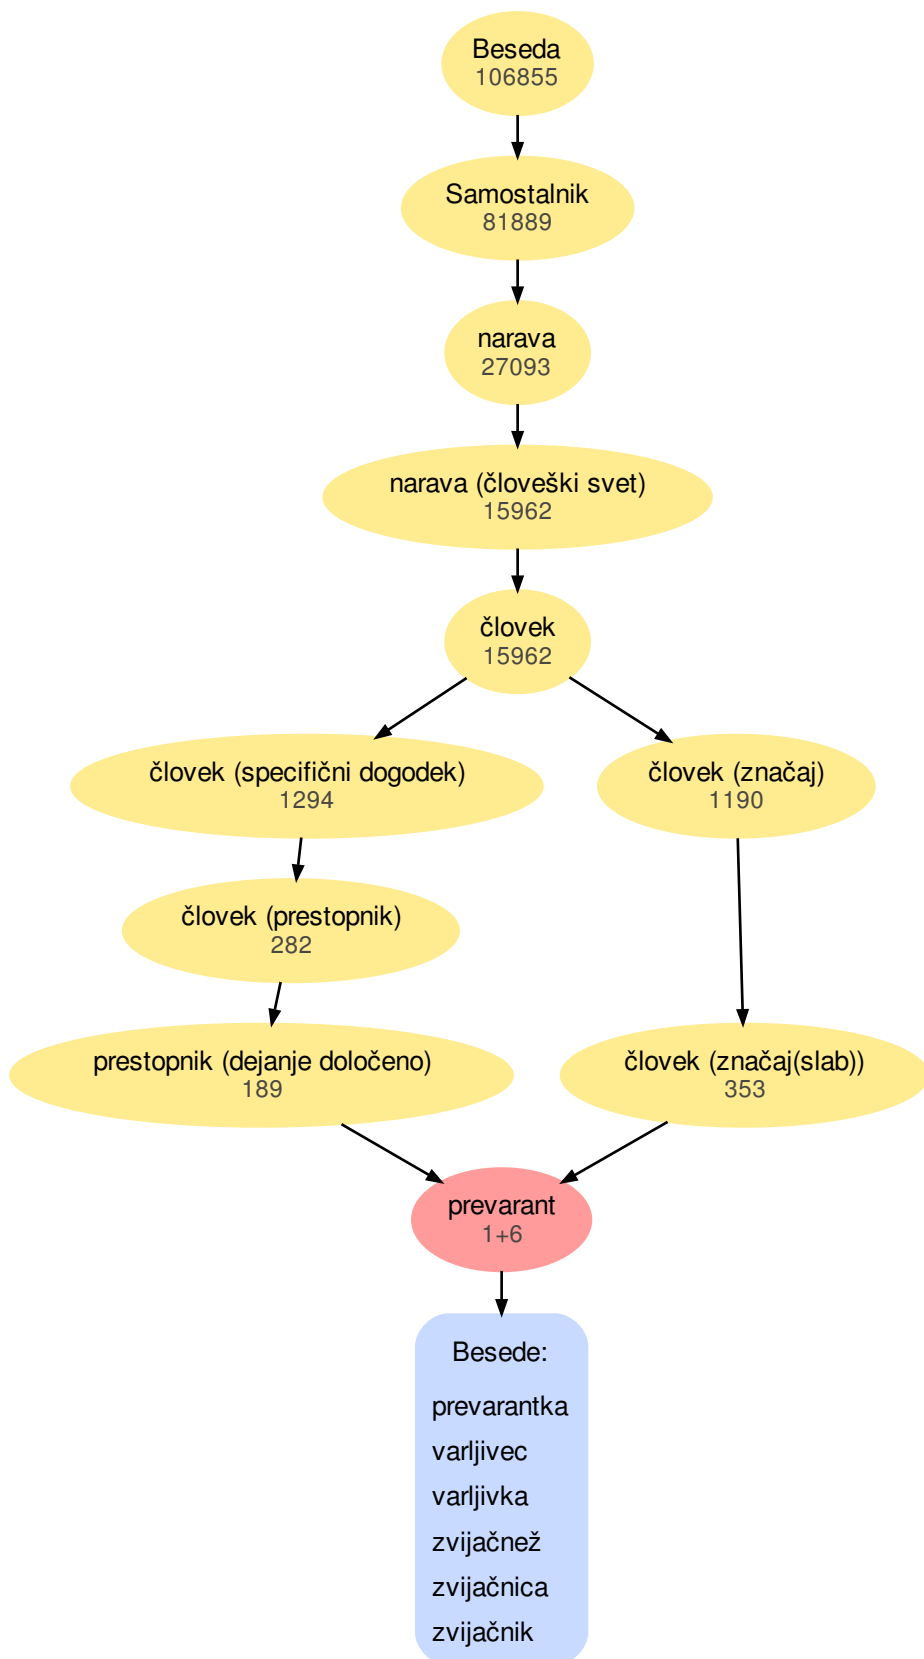 Beseda
106855
Samostalnik
81889
narava
27093
narava (človeški svet)
15962
človek
15962
človek (specifični dogodek)
1294
človek (značaj)
1190
človek (prestopnik)
282
prestopnik (dejanje določeno)
189
človek (značaj(slab))
353
prevarant
1+6
Besede:
prevarantka
varljivec
varljivka
zvijačnež
zvijačnica
zvijačnik